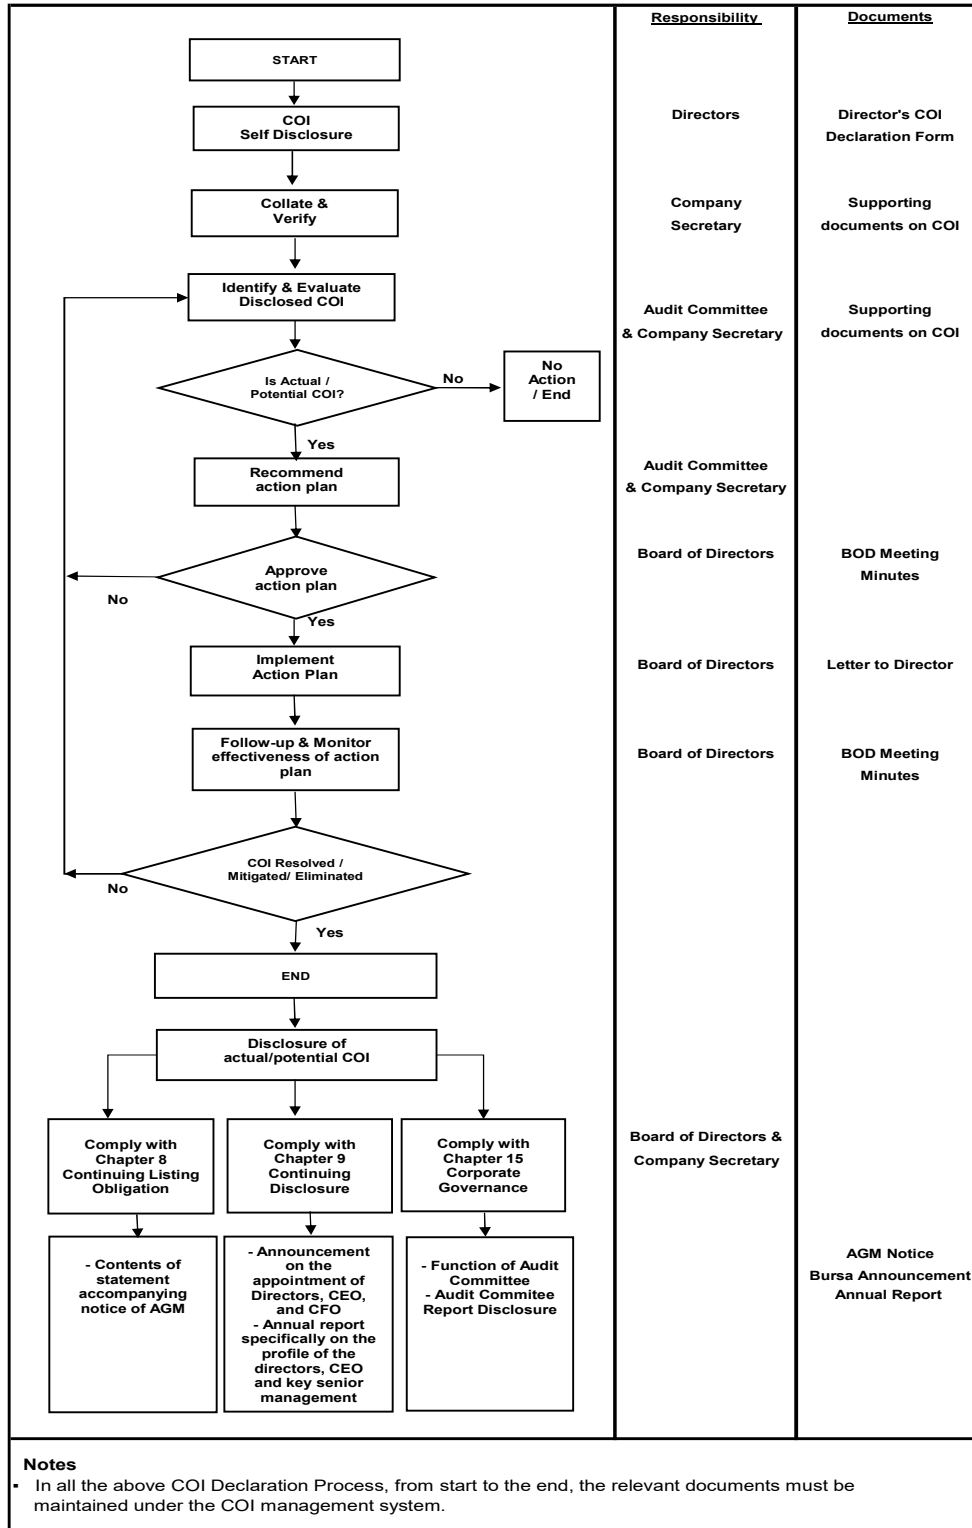 Responsibility
Documents
START
COI
Self Disclosure
Directors
Director's COI
Declaration Form
Collate &
Verify
Company
Secretary
Supporting
documents on COI
Identify & Evaluate
Disclosed COI
Audit Committee
& Company Secretary
Supporting
documents on COI
Is Actual /
Potential COI?
No
No
Action
/ End
Yes
Recommend
action plan
Audit Committee
& Company Secretary
Approve
action plan
No
Board of Directors
BOD Meeting
Minutes
Yes
Implement
Action Plan
Board of Directors
Letter to Director
Follow-up & Monitor
effectiveness of action
plan
Board of Directors
BOD Meeting
Minutes
COI Resolved /
Mitigated/ Eliminated
No
Yes
END
Disclosure of
actual/potential COI
Comply with
Chapter 8
Continuing Listing
Obligation
Comply with
Chapter 9
Continuing
Disclosure
Comply with
Chapter 15
Corporate
Governance
Board of Directors &
Company Secretary
- Contents of
statement
accompanying
notice of AGM
- Announcement
on the
appointment of
Directors, CEO,
and CFO
- Annual report
specifically on the
profile of the
directors, CEO
and key senior
management
- Function of Audit
Committee
- Audit Commitee
Report Disclosure
AGM Notice
Bursa Announcement
Annual Report
Notes
▪ In all the above COI Declaration Process, from start to the end, the relevant documents must be
maintained under the COI management system.